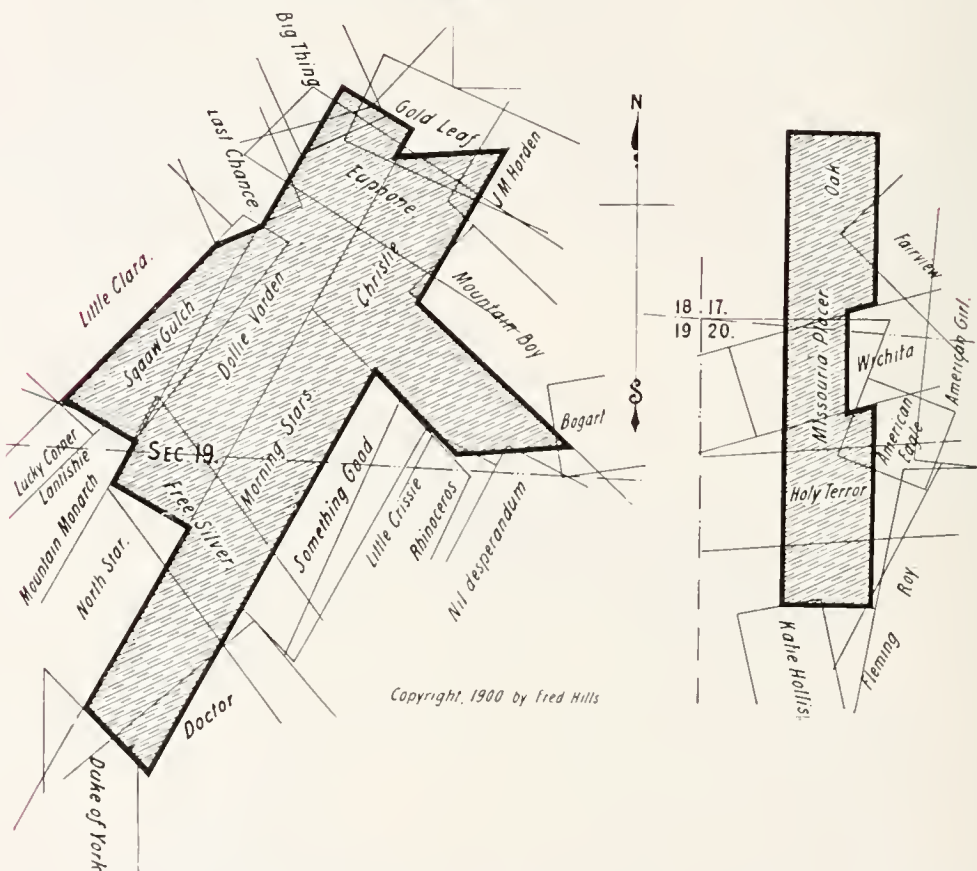 Big Thing
Gold Leaf
Last Chance
J.M. Horden
Euphone
Little Clara.
Christie
Mountain Boy
Sqaaw Gulch
Dollie Varden
Bogart
Lucky Corner
Lantishie
SEC. 19.
Morning Stars
Mountain Monarch
Free Silver.
Something Good
Little Crissie
Rhinoceros
Nil desperandum
North Star.
Doctor
Duke of York
Copyright, 1900 by Fred Hills
N
S
18. 17.
19 20.
Oak
Fairview
Missouria Placer
Wichita
American Girl.
American
Eagle
Holy Terror
Roy
Fleming
Katie Hollis